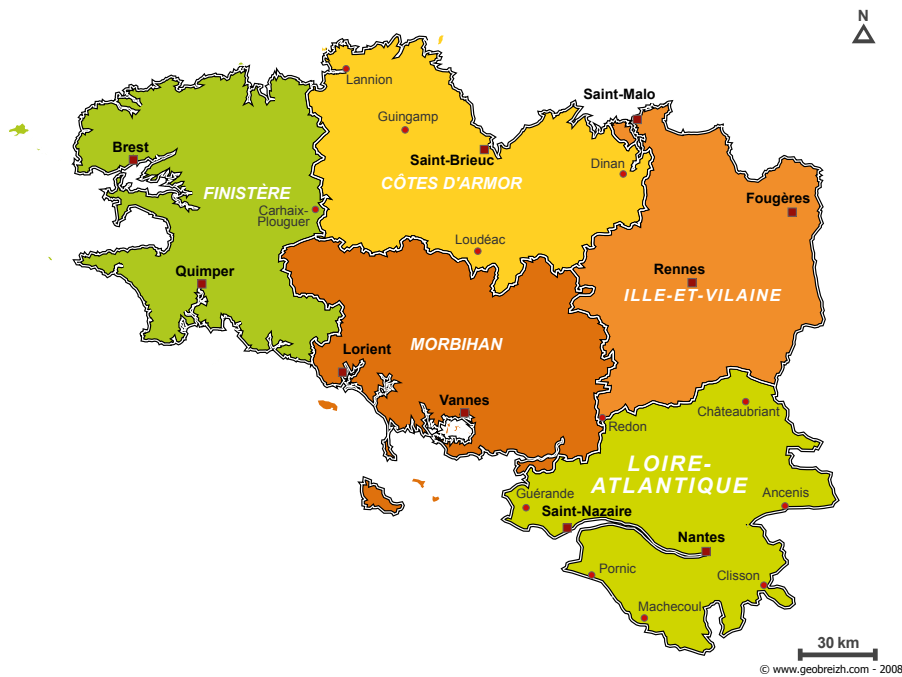 N
Lannion
Saint-Malo
Guingamp
Brest
Saint-Brieuc
Dinan
CÔTES D'ARMOR
FINISTÈRE
Fougères
Carhaix-
Plouguer
Loudéac
Quimper
Rennes
ILLE-ET-VILAINE
MORBIHAN
Lorient
Vannes
Châteaubriant
Redon
LOIRE-
ATLANTIQUE
Guérande
Ancenis
Saint-Nazaire
Nantes
Pornic
Clisson
Machecoul
30 km
© www.geobreizh.com - 2008